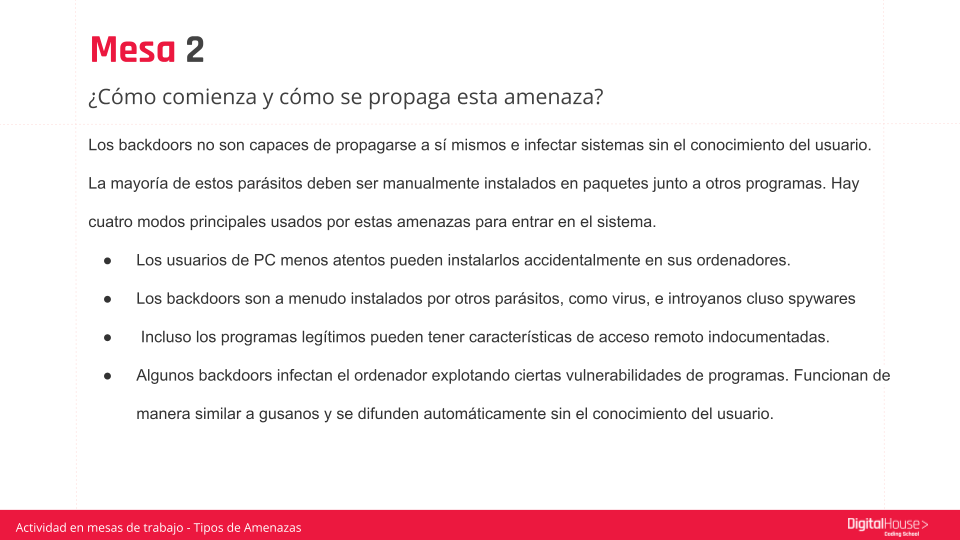 Mesa 2
¿Cómo comienza y cómo se propaga esta amenaza?
Los backdoors no son capaces de propagarse a sí mismos e infectar sistemas sin el conocimiento del usuario.
La mayoría de estos parásitos deben ser manualmente instalados en paquetes junto a otros programas. Hay
cuatro modos principales usados por estas amenazas para entrar en el sistema.
● Los usuarios de PC menos atentos pueden instalarlos accidentalmente en sus ordenadores.
● Los backdoors son a menudo instalados por otros parásitos, como virus, e introyanos cluso spywares
● Incluso los programas legítimos pueden tener características de acceso remoto indocumentadas.
● Algunos backdoors infectan el ordenador explotando ciertas vulnerabilidades de programas. Funcionan de
manera similar a gusanos y se difunden automáticamente sin el conocimiento del usuario.
Actividad en mesas de trabajo - Tipos de Amenazas
DigitalHouse>
Coding School